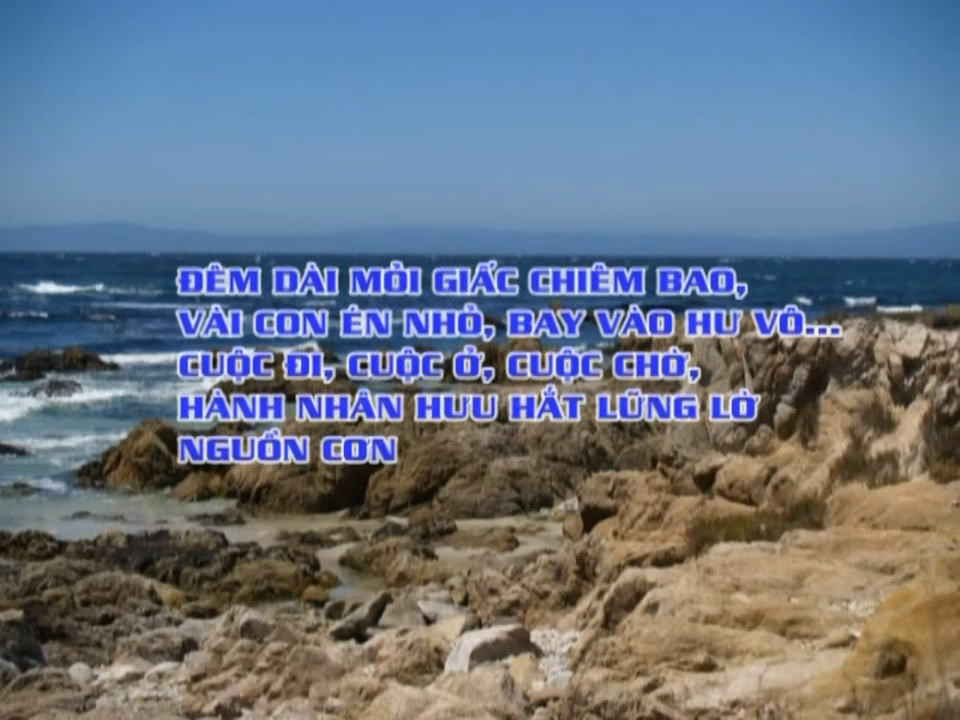 ĐÊM DÀI MỎI GIẤC CHIÊM BAO,
VÀI CON ÉN NHỎ, BAY VÀO HƯ VÔ...
CUỘC ĐI, CUỘC Ở, CUỘC CHỜ,
HÀNH NHÂN HƯU HẮT LŨNG LỜ
NGUỒN CƠN